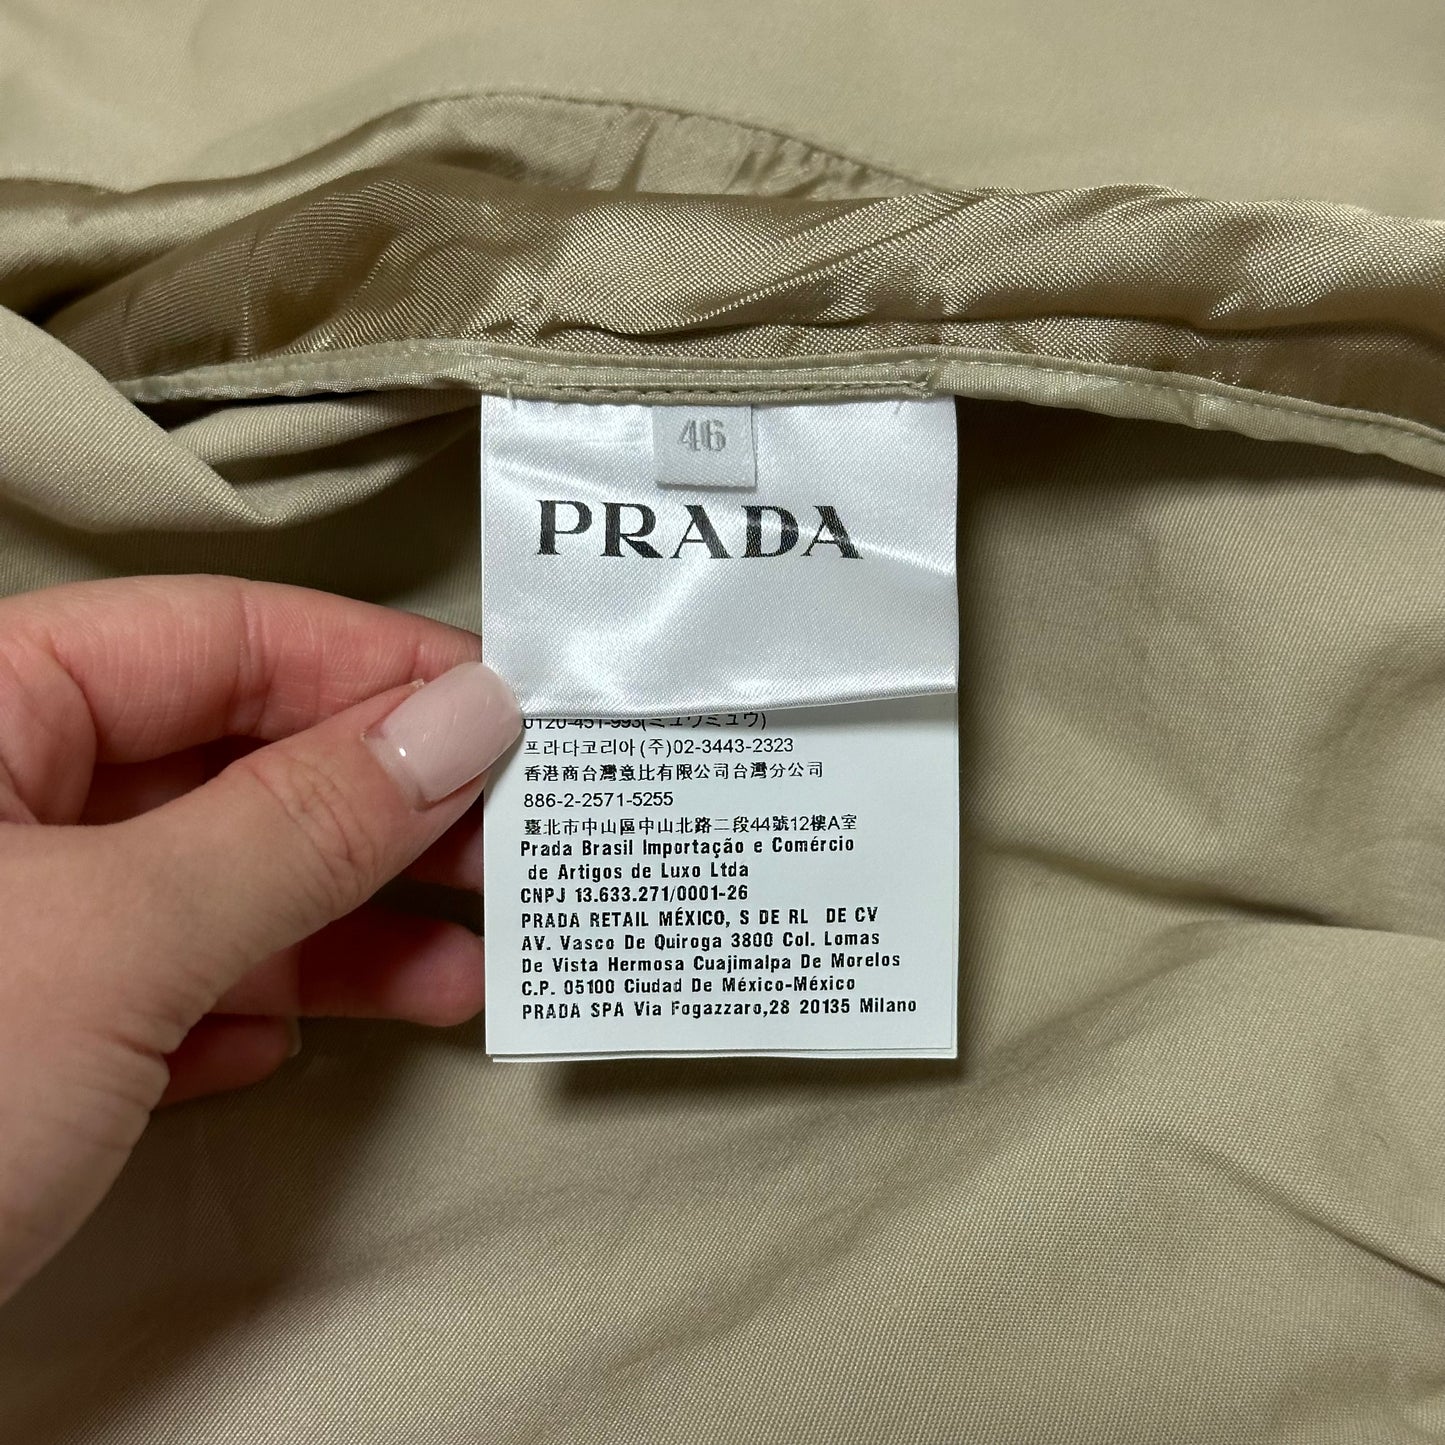 46
PRADA
0120-451-993(ミュウミュウ)
프라다코리아(주)02-3443-2323
香港商台灣意比有限公司台灣分公司
886-2-2571-5255
臺北市中山區中山北路二段44號12樓A室
Prada Brasil Importação e Comércio
de Artigos de Luxo Ltda
CNPJ 13.633.271/0001-26
PRADA RETAIL MÉXICO, S DE RL DE CV
AV. Vasco De Quiroga 3800 Col. Lomas
De Vista Hermosa Cuajimalpa De Morelos
C.P. 05100 Ciudad De México-México
PRADA SPA Via Fogazzaro,28 20135 Milano